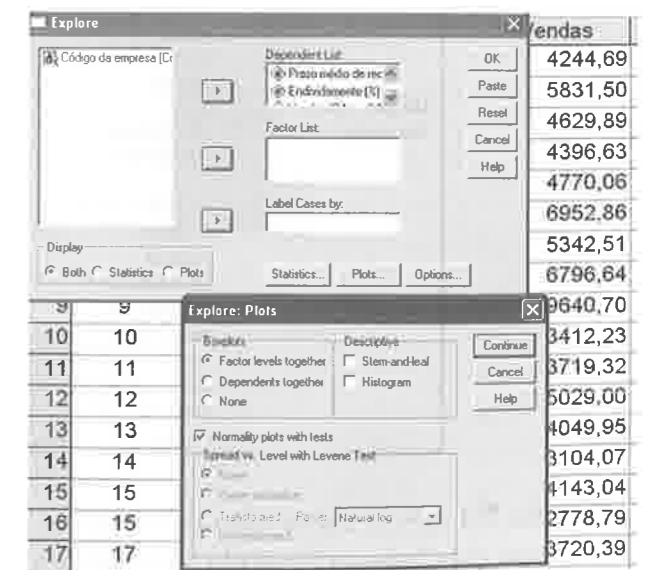 Explore
Vendas
Código da empresa [Cr
Dependent List:
Prazo médio de rec
Endividamento (%)
OK
Paste
Reset
Cancel
Help
Factor List:
Label Cases by:
Display
Both Statistics Plots
Statistics... Plots... Options...
4244,69
5831,50
4629,89
4396,63
4770,06
6952,86
5342,51
6796,64
9 9 9640,70
10 10 3412,23
11 11 3719,32
12 12 5029,00
13 13 4049,95
14 14 3104,07
15 15 4143,04
16 15 2778,79
17 17 3720,39
Explore: Plots
Boxplots
Factor levels together
Dependents together
None
Descriptive
Stem-and-leaf
Histogram
Continue
Cancel
Help
Normality plots with tests
Spread vs. Level with Levene Test
None
Transformed Power: Natural log